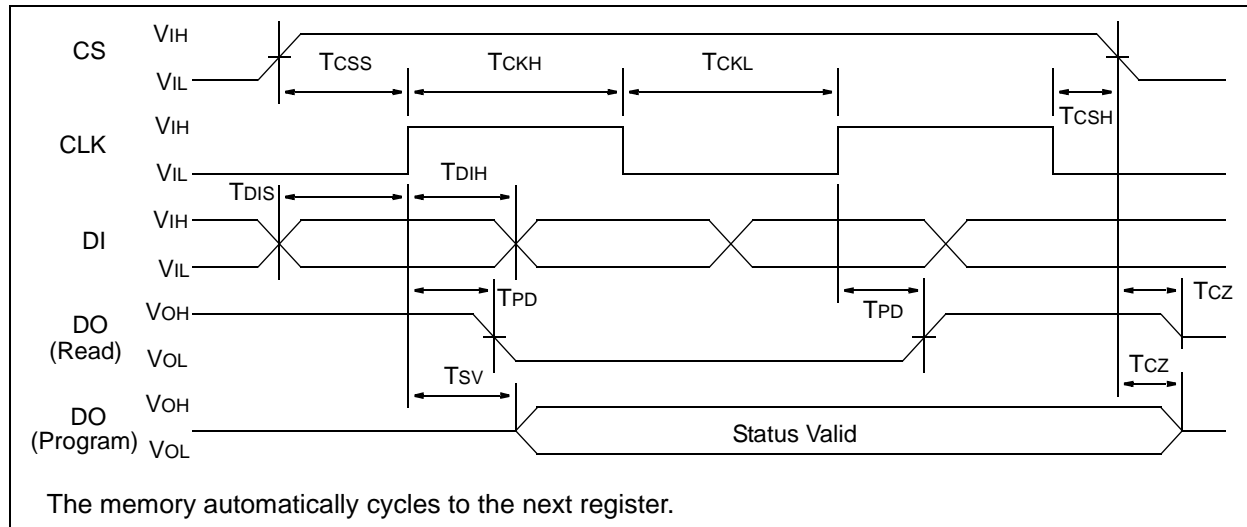 CS
VIH
VIL
TCSS
TCKH
TCKL
TCSH
CLK
VIH
VIL
TDIS
TDIH
DI
VIH
VIL
TPD
TPD
TCZ
DO
(Read)
VOH
VOL
TSV
TCZ
DO
(Program)
VOH
VOL
Status Valid
The memory automatically cycles to the next register.